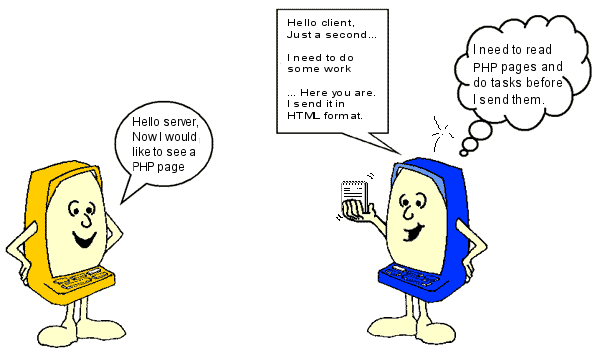 Hello server,
Now I would
like to see a
PHP page
Hello client,
Just a second...
I need to do
some work
... Here you are.
I send it in
HTML format.
I need to read
PHP pages and
do tasks before
I send them.